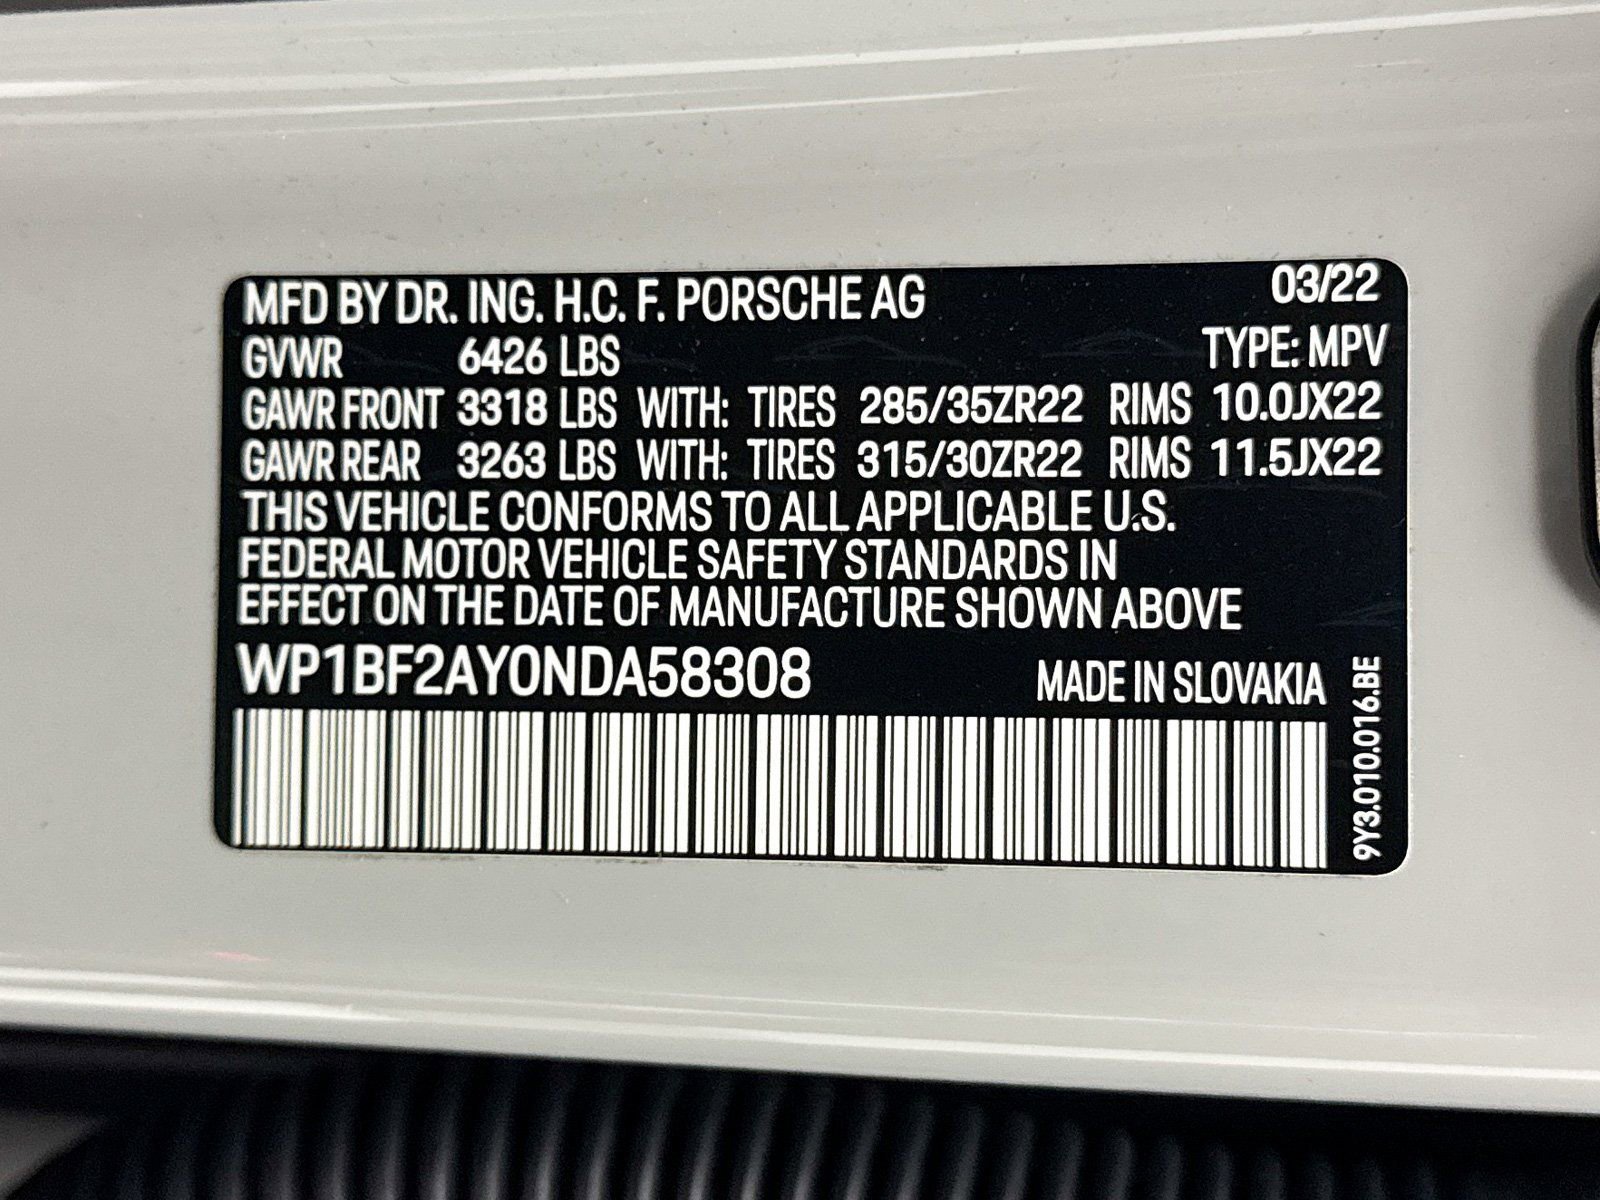 MFD BY DR. ING. H.C. F. PORSCHE AG 03/22
GVWR 6426 LBS TYPE: MPV
GAWR FRONT 3318 LBS WITH: TIRES 285/35ZR22 RIMS 10.0JX22
GAWR REAR 3263 LBS WITH: TIRES 315/30ZR22 RIMS 11.5JX22
THIS VEHICLE CONFORMS TO ALL APPLICABLE U.S.
FEDERAL MOTOR VEHICLE SAFETY STANDARDS IN
EFFECT ON THE DATE OF MANUFACTURE SHOWN ABOVE
WP1BF2AY0NDA58308 MADE IN SLOVAKIA
9Y3.010.016.BE